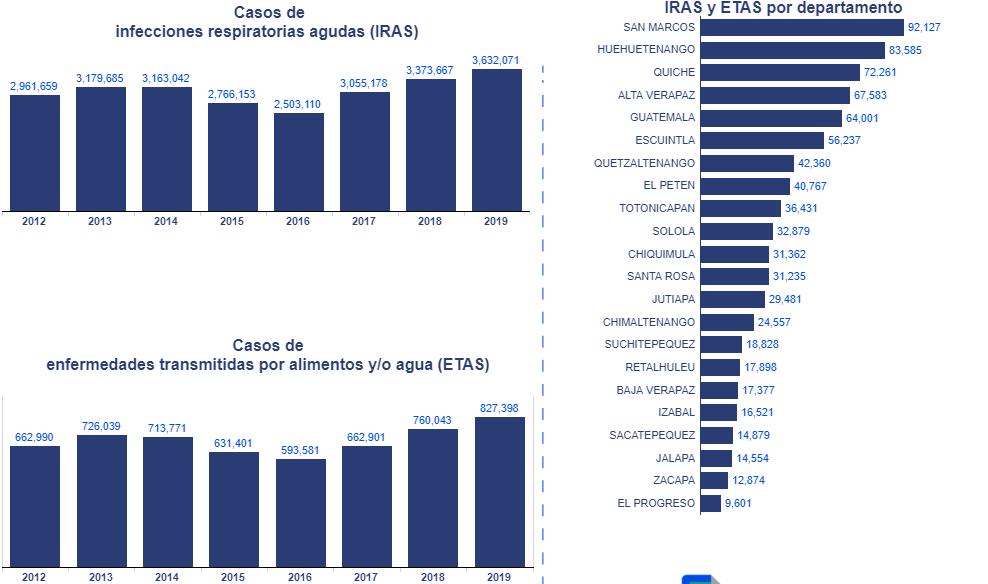 Casos de
infecciones respiratorias agudas (IRAS)
2,961,659
3,179,685
3,163,042
2,766,153
2,503,110
3,055,178
3,373,667
3,632,071
2012
2013
2014
2015
2016
2017
2018
2019
Casos de
enfermedades transmitidas por alimentos y/o agua (ETAS)
662,990
726,039
713,771
631,401
593,581
662,901
760,043
827,398
2012
2013
2014
2015
2016
2017
2018
2019
IRAS y ETAS por departamento
SAN MARCOS 92,127
HUEHUETENANGO 83,585
QUICHE 72,261
ALTA VERAPAZ 67,583
GUATEMALA 64,001
ESCUINTLA 56,237
QUETZALTENANGO 42,360
EL PETEN 40,767
TOTONICAPAN 36,431
SOLOLA 32,879
CHIQUIMULA 31,362
SANTA ROSA 31,235
JUTIAPA 29,481
CHIMALTENANGO 24,557
SUCHITEPEQUEZ 18,828
RETALHULEU 17,898
BAJA VERAPAZ 17,377
IZABAL 16,521
SACATEPEQUEZ 14,879
JALAPA 14,554
ZACAPA 12,874
EL PROGRESO 9,601